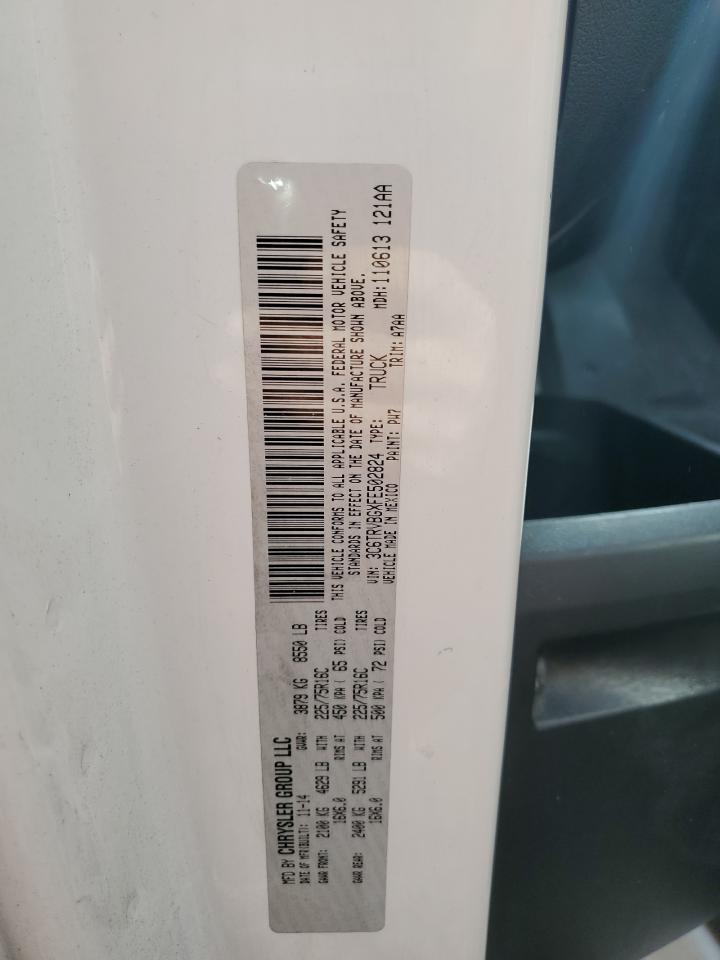 MFD BY CHRYSLER GROUP LLC
DATE OF MFR(BUILT): 11-14 GVWR: 3879 KG 8550 LB
GAWR FRONT: 2100 KG 4629 LB WITH 225/75R16C TIRES
16X6.0 RIMS AT 450 KPA ( 65 PSI) COLD
GAWR REAR: 2400 KG 5291 LB WITH 225/75R16C TIRES
16X6.0 RIMS AT 500 KPA ( 72 PSI) COLD
THIS VEHICLE CONFORMS TO ALL APPLICABLE U.S.A. FEDERAL MOTOR VEHICLE SAFETY
STANDARDS IN EFFECT ON THE DATE OF MANUFACTURE SHOWN ABOVE.
VIN: 3C6TRVBGXFE502824 TYPE: TRUCK MDH: 110613 121AA
VEHICLE MADE IN MEXICO PAINT: PW7 TRIM: A7AA